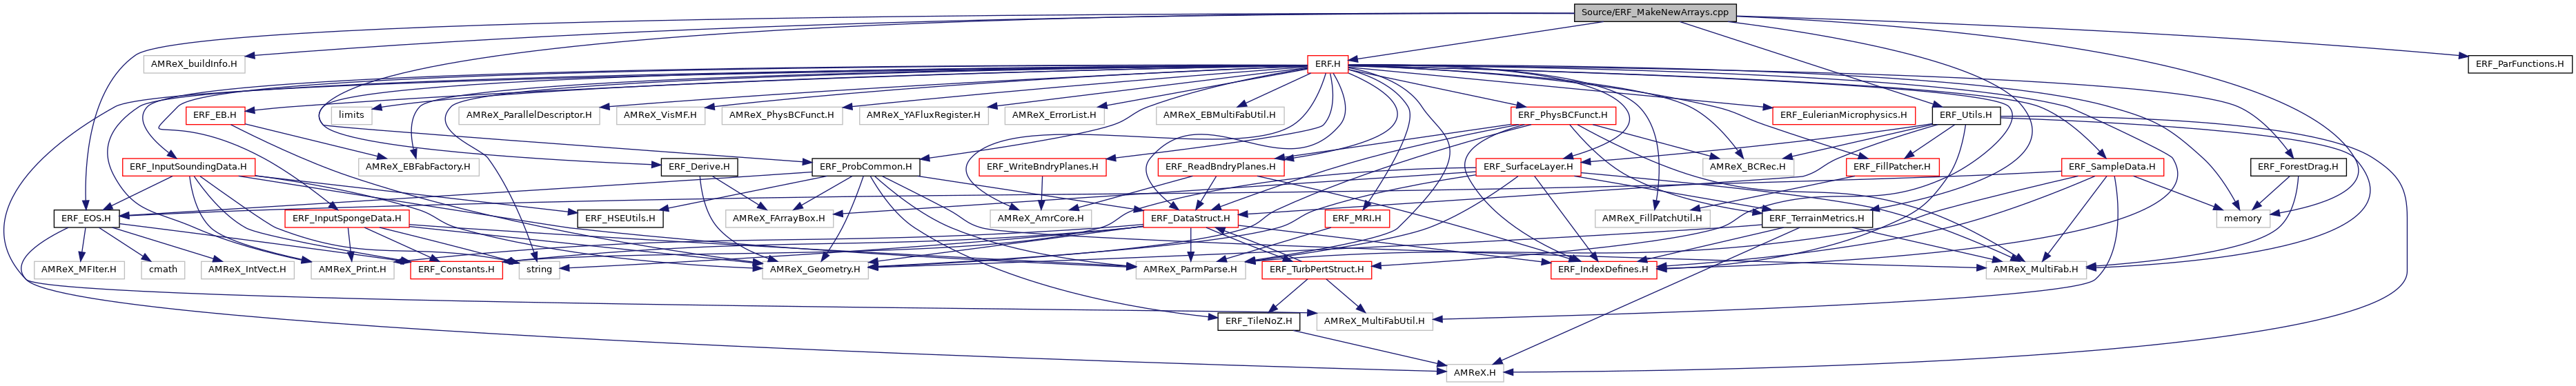 Source/ERF_MakeNewArrays.cpp
AMReX_buildInfo.H
ERF.H
ERF_ParFunctions.H
ERF_EB.H
limits
AMReX_ParallelDescriptor.H
AMReX_VisMF.H
AMReX_PhysBCFunct.H
AMReX_YAFluxRegister.H
AMReX_ErrorList.H
AMReX_EBMultiFabUtil.H
ERF_PhysBCFunct.H
ERF_EulerianMicrophysics.H
ERF_Utils.H
ERF_InputSoundingData.H
AMReX_EBFabFactory.H
ERF_Derive.H
ERF_ProbCommon.H
ERF_WriteBndryPlanes.H
ERF_ReadBndryPlanes.H
ERF_SurfaceLayer.H
AMReX_BCRec.H
ERF_FillPatcher.H
ERF_SampleData.H
ERF_ForestDrag.H
ERF_EOS.H
ERF_InputSpongeData.H
ERF_HSEUtils.H
AMReX_FArrayBox.H
AMReX_AmrCore.H
ERF_DataStruct.H
ERF_MRI.H
AMReX_FillPatchUtil.H
ERF_TerrainMetrics.H
memory
AMReX_MFIter.H
cmath
AMReX_IntVect.H
AMReX_Print.H
ERF_Constants.H
string
AMReX_Geometry.H
AMReX_ParmParse.H
ERF_TurbPertStruct.H
ERF_IndexDefines.H
AMReX_MultiFab.H
ERF_TileNoZ.H
AMReX_MultiFabUtil.H
AMReX.H